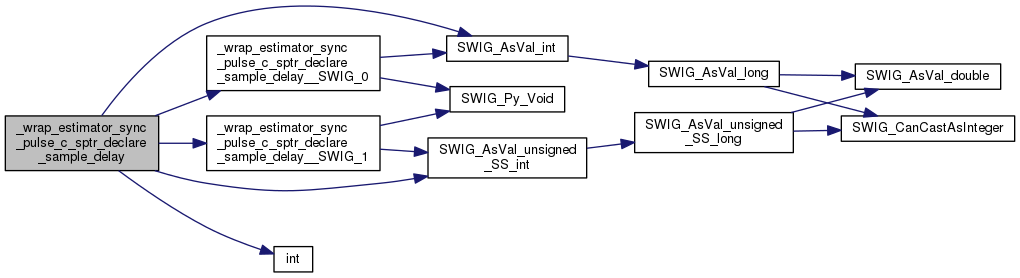 _wrap_estimator_sync
_pulse_c_sptr_declare
_sample_delay
_wrap_estimator_sync
_pulse_c_sptr_declare
_sample_delay__SWIG_0
_wrap_estimator_sync
_pulse_c_sptr_declare
_sample_delay__SWIG_1
int
SWIG_AsVal_int
SWIG_Py_Void
SWIG_AsVal_unsigned
_SS_int
SWIG_AsVal_long
SWIG_AsVal_unsigned
_SS_long
SWIG_AsVal_double
SWIG_CanCastAsInteger